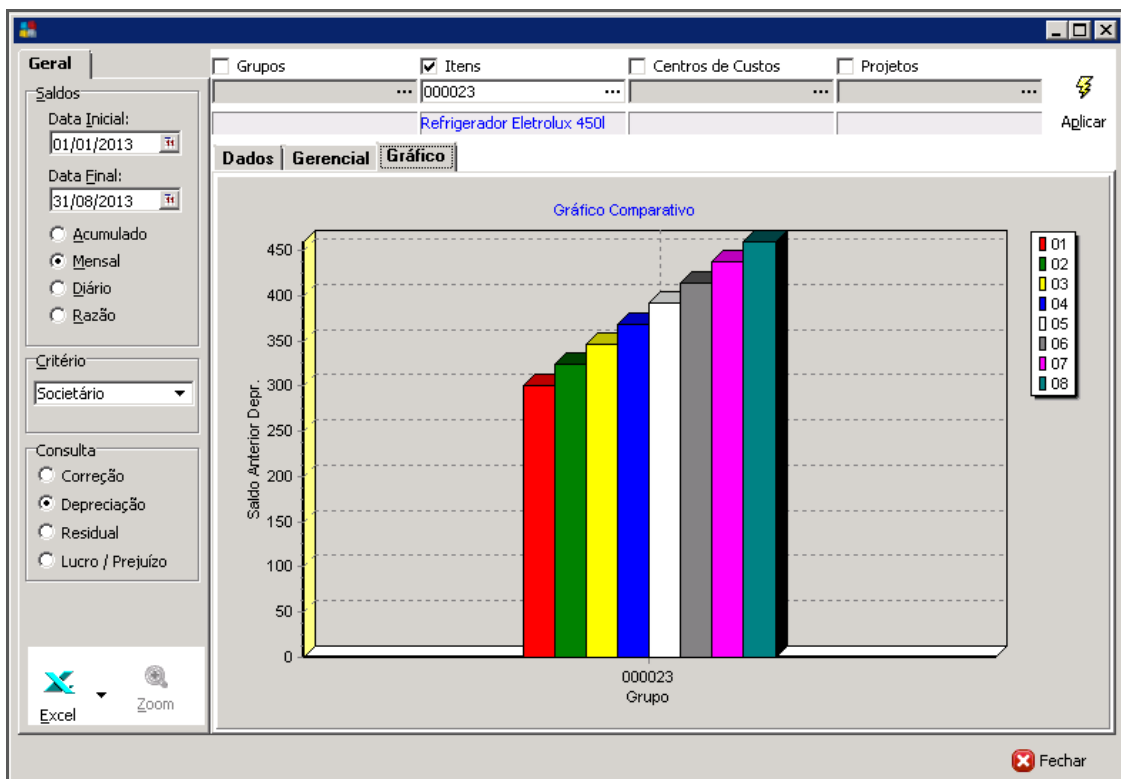 Geral
Saldos
Data Inicial:
01/01/2013
Data Final:
31/08/2013
Acumulado
Mensal
Diário
Razão
Critério
Societário
Consulta
Correção
Depreciação
Residual
Lucro / Prejuízo
Excel
Zoom
Grupos Itens Centros de Custos Projetos
... 000023 ... ... ...
Refrigerador Eletrolux 450l
Aplicar
Dados Gerencial Gráfico
Gráfico Comparativo
Saldo Anterior Depr.
450
400
350
300
250
200
150
100
50
0
000023
Grupo
01
02
03
04
05
06
07
08
Fechar